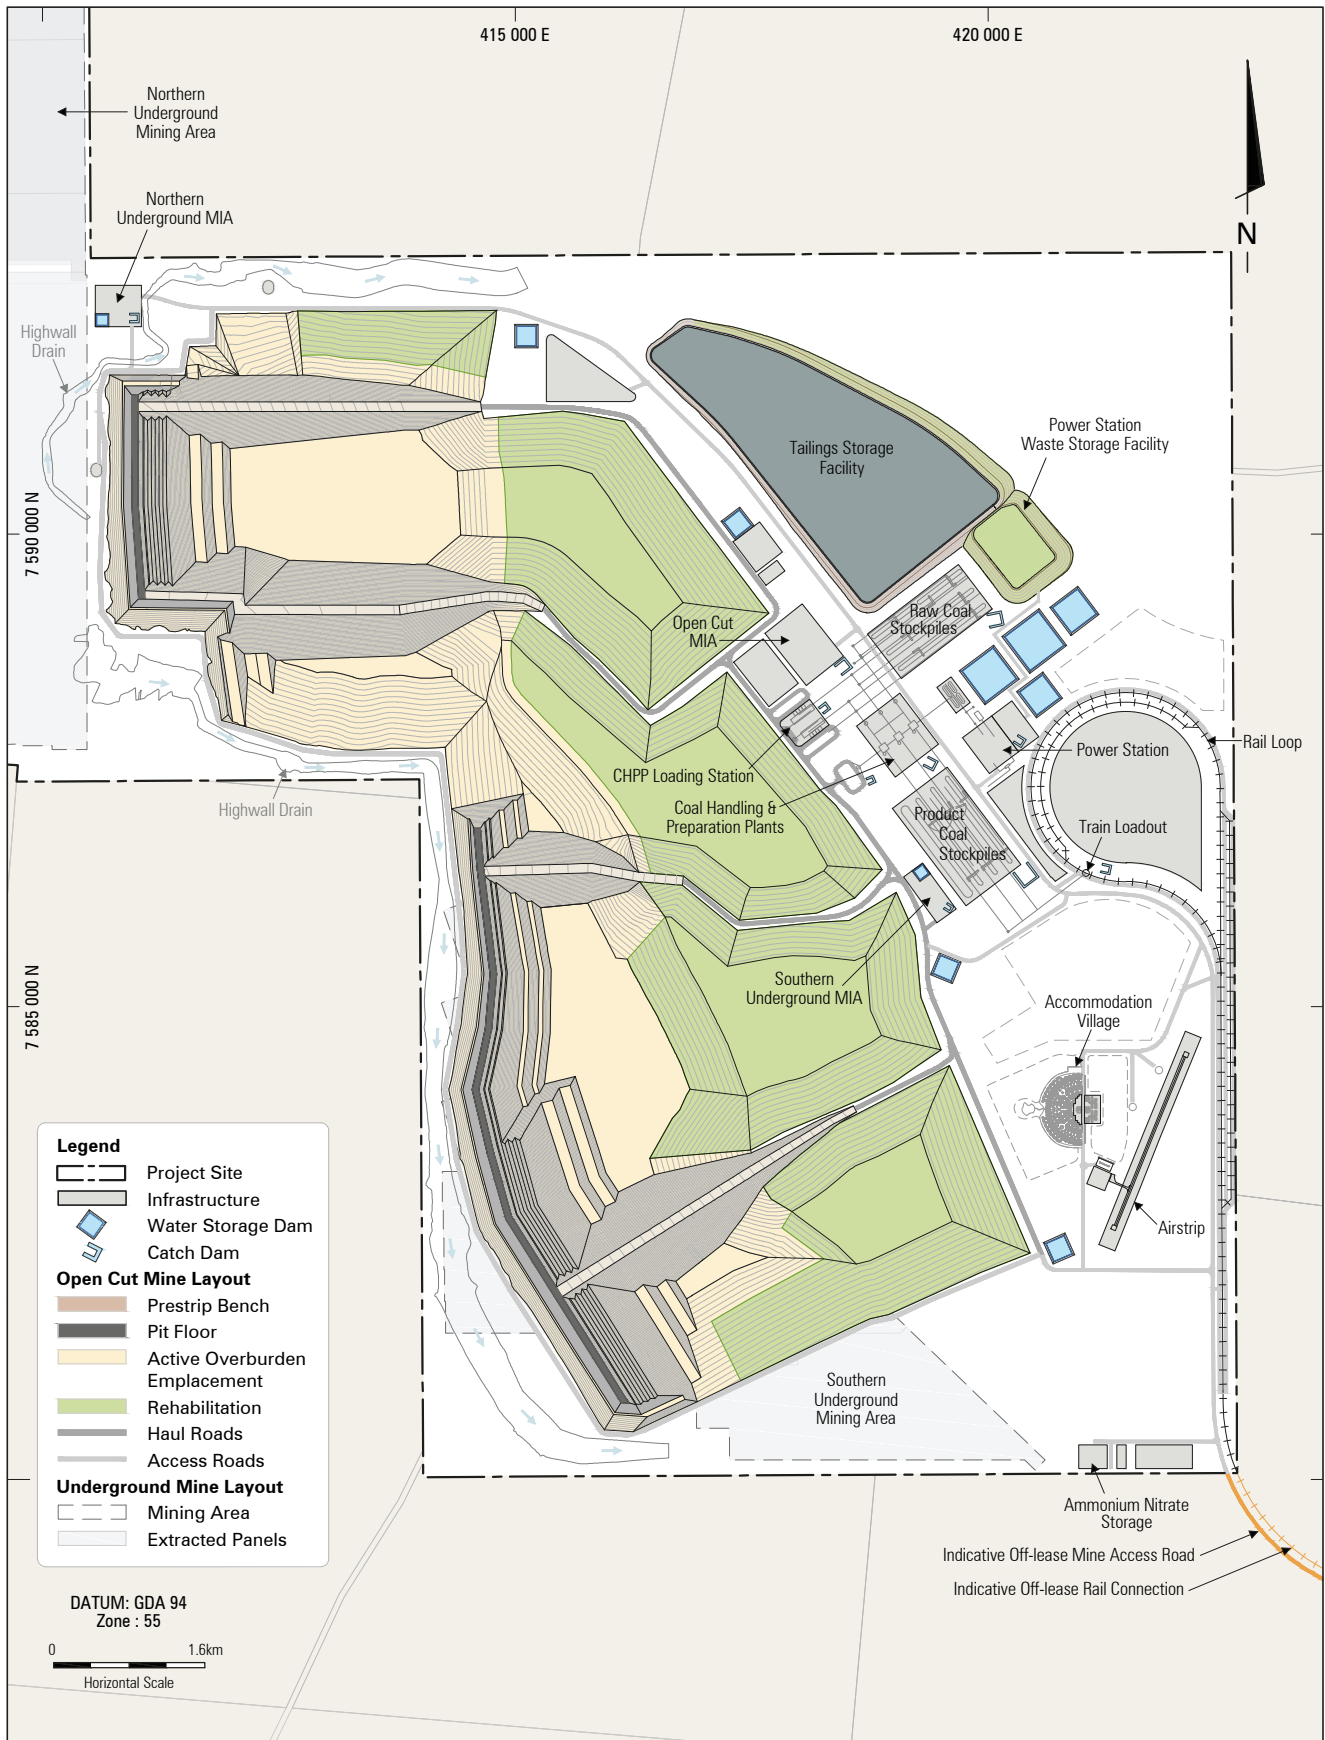 415 000 E
420 000 E
Northern
Underground
Mining Area
Northern
Underground MIA
N
Highwall
Drain
Power Station
Waste Storage Facility
Tailings Storage
Facility
7 590 000 N
Raw Coal
Stockpiles
Open Cut
MIA
Power Station
Rail Loop
CHPP Loading Station
Coal Handling &
Preparation Plants
Highwall Drain
Product
Coal
Stockpiles
Train Loadout
Southern
Underground MIA
7 585 000 N
Accommodation
Village
Airstrip
Legend
Project Site
Infrastructure
Water Storage Dam
Catch Dam
Open Cut Mine Layout
Prestrip Bench
Pit Floor
Active Overburden
Emplacement
Rehabilitation
Haul Roads
Access Roads
Underground Mine Layout
Mining Area
Extracted Panels
Southern
Underground
Mining Area
Ammonium Nitrate
Storage
Indicative Off-lease Mine Access Road
Indicative Off-lease Rail Connection
DATUM: GDA 94
Zone : 55
0
1.6km
Horizontal Scale